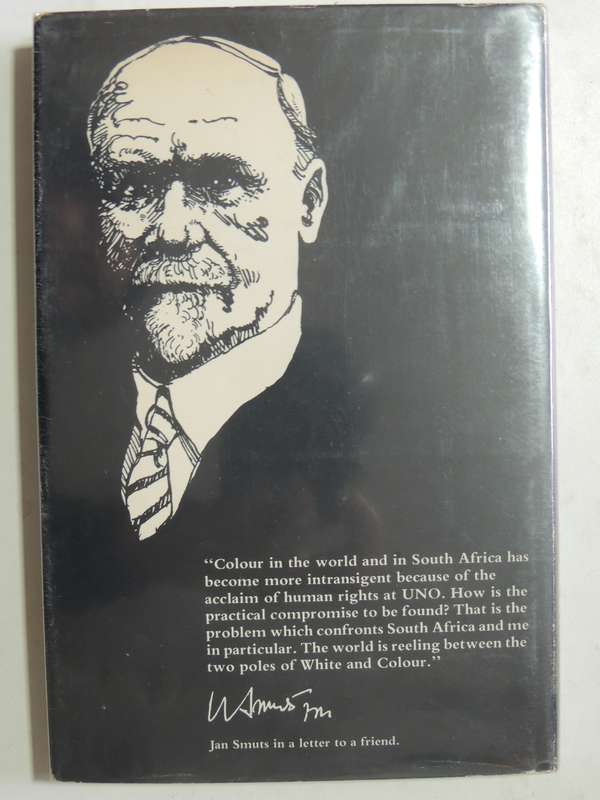 “Colour in the world and in South Africa has
become more intransigent because of the
acclaim of human rights at UNO. How is the
practical compromise to be found? That is the
problem which confronts South Africa and me
in particular. The world is reeling between the
two poles of White and Colour.”
Jan Smuts in a letter to a friend.